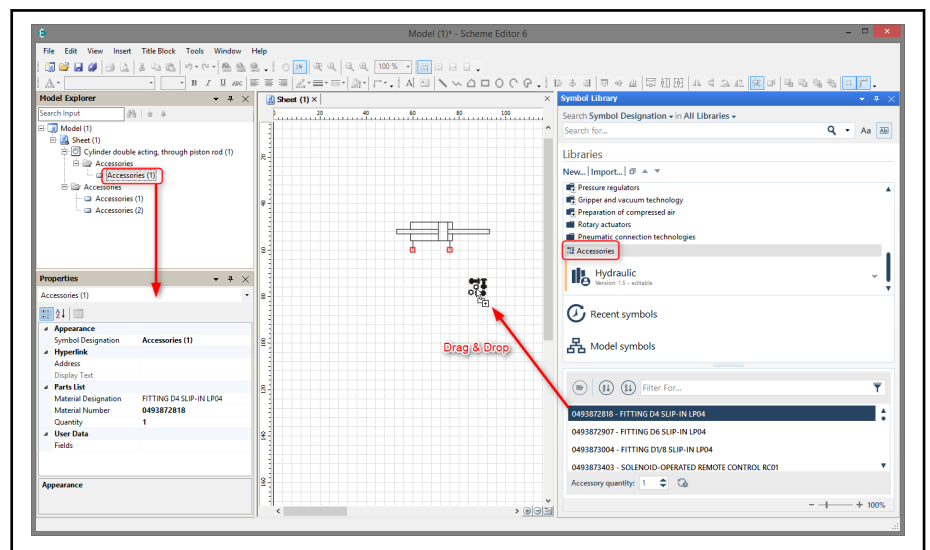 Model (1)* - Scheme Editor 6
File Edit View Insert Title Block Tools Window Help
100 %
B I U ABC
Model Explorer
Search Input
Model (1)
Sheet (1)
Cylinder double acting, through piston rod (1)
Accessories
Accessories (1)
Accessories
Accessories (1)
Accessories (2)
Properties
Accessories (1)
Appearance
Symbol Designation Accessories (1)
Hyperlink
Address
Display Text
Parts List
Material Designation FITTING D4 SLIP-IN LP04
Material Number 0493872818
Quantity 1
User Data
Fields
Appearance
Sheet (1) ×
0 20 40 60 80 100
Drag & Drop
Symbol Library
Search Symbol Designation in All Libraries
Search for...
Aa
Libraries
New... Import...
Pressure regulators
Gripper and vacuum technology
Preparation of compressed air
Rotary actuators
Pneumatic connection technologies
Accessories
Hydraulic
Version 1.5 - editable
Recent symbols
Model symbols
Filter For...
0493872818 - FITTING D4 SLIP-IN LP04
0493872907 - FITTING D6 SLIP-IN LP04
0493873004 - FITTING D1/8 SLIP-IN LP04
0493873403 - SOLENOID-OPERATED REMOTE CONTROL RC01
Accessory quantity: 1
100%